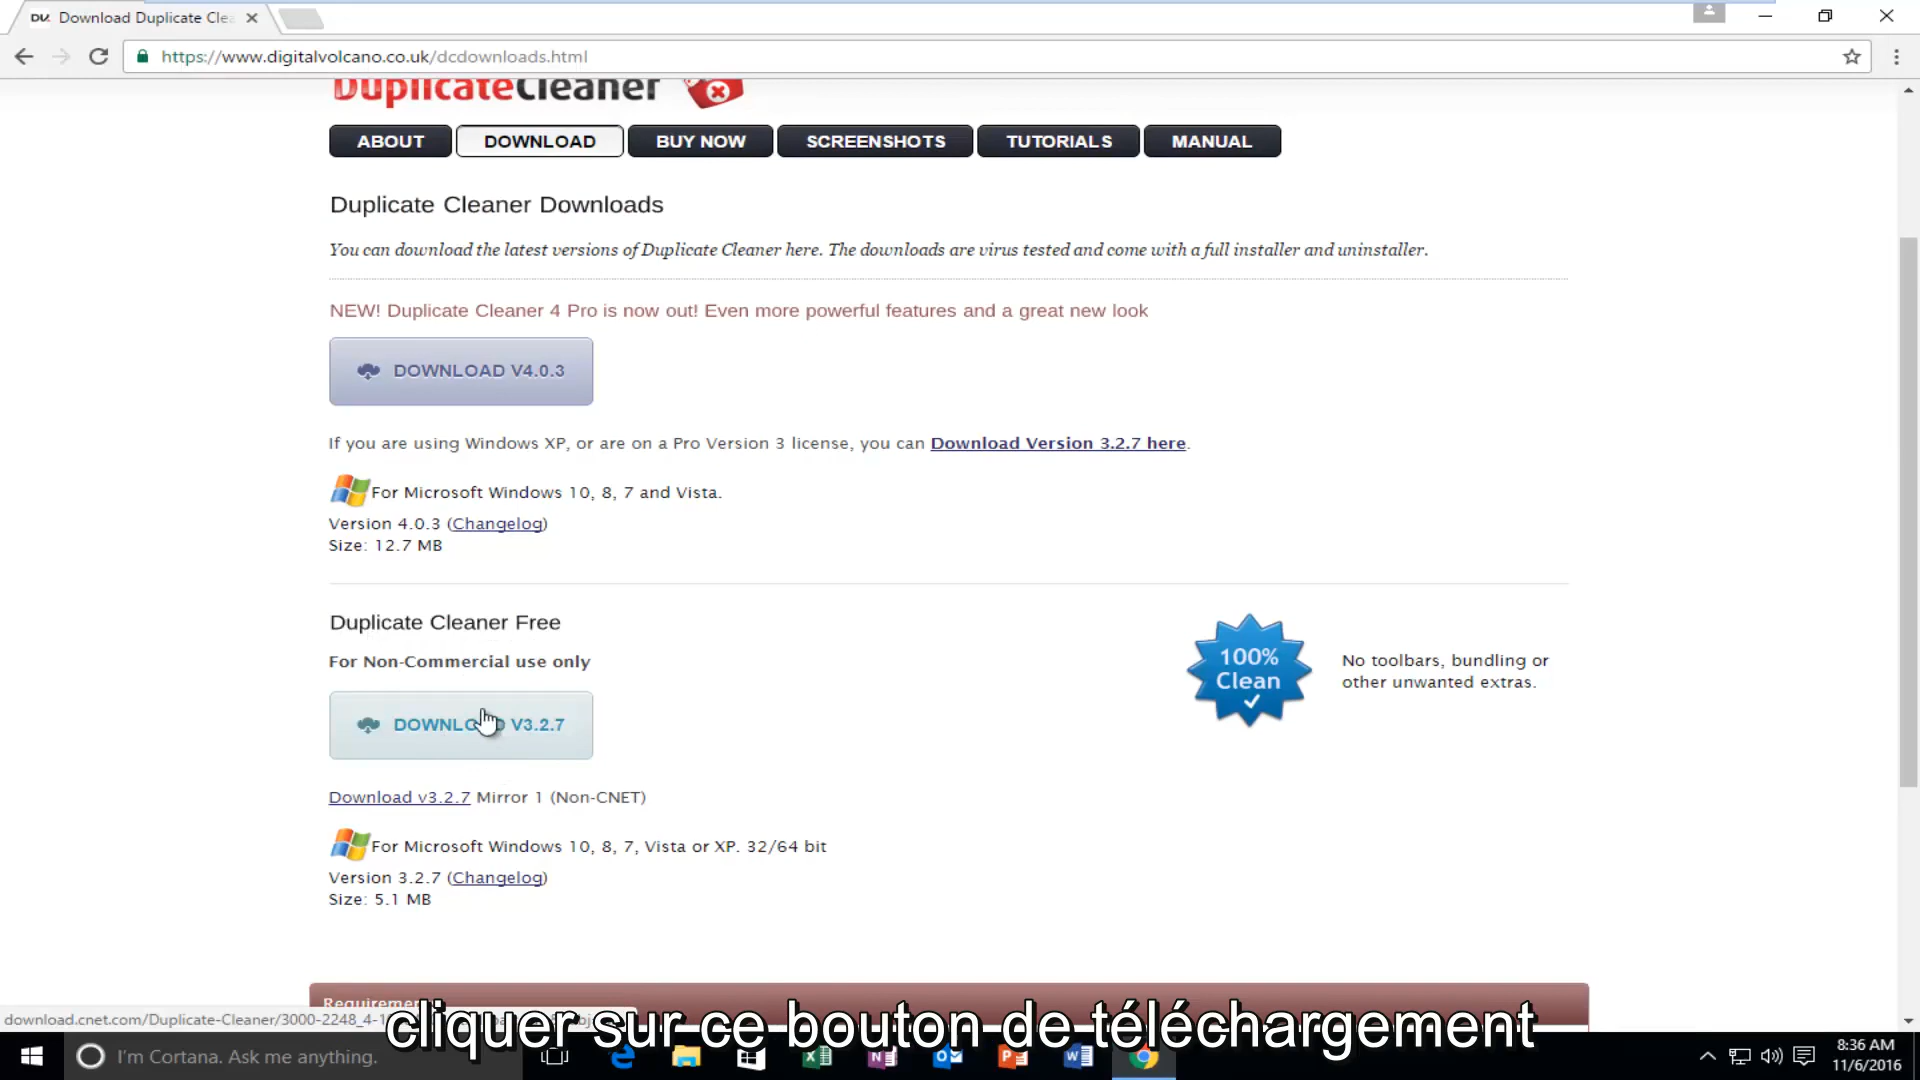 DV. Download Duplicate Clea
https://www.digitalvolcano.co.uk/dcdownloads.html
DuplicateCleaner
ABOUT DOWNLOAD BUY NOW SCREENSHOTS TUTORIALS MANUAL
Duplicate Cleaner Downloads
You can download the latest versions of Duplicate Cleaner here. The downloads are virus tested and come with a full installer and uninstaller.
NEW! Duplicate Cleaner 4 Pro is now out! Even more powerful features and a great new look
DOWNLOAD V4.0.3
If you are using Windows XP, or are on a Pro Version 3 license, you can Download Version 3.2.7 here.
For Microsoft Windows 10, 8, 7 and Vista.
Version 4.0.3 (Changelog)
Size: 12.7 MB
Duplicate Cleaner Free
For Non-Commercial use only
100%
Clean
No toolbars, bundling or
other unwanted extras.
DOWNLOAD V3.2.7
Download v3.2.7 Mirror 1 (Non-CNET)
For Microsoft Windows 10, 8, 7, Vista or XP. 32/64 bit
Version 3.2.7 (Changelog)
Size: 5.1 MB
download.cnet.com/Duplicate-Cleaner/3000-2248_4-1
cliquer sur ce bouton de téléchargement
I'm Cortana. Ask me anything.
8:36 AM
11/6/2016